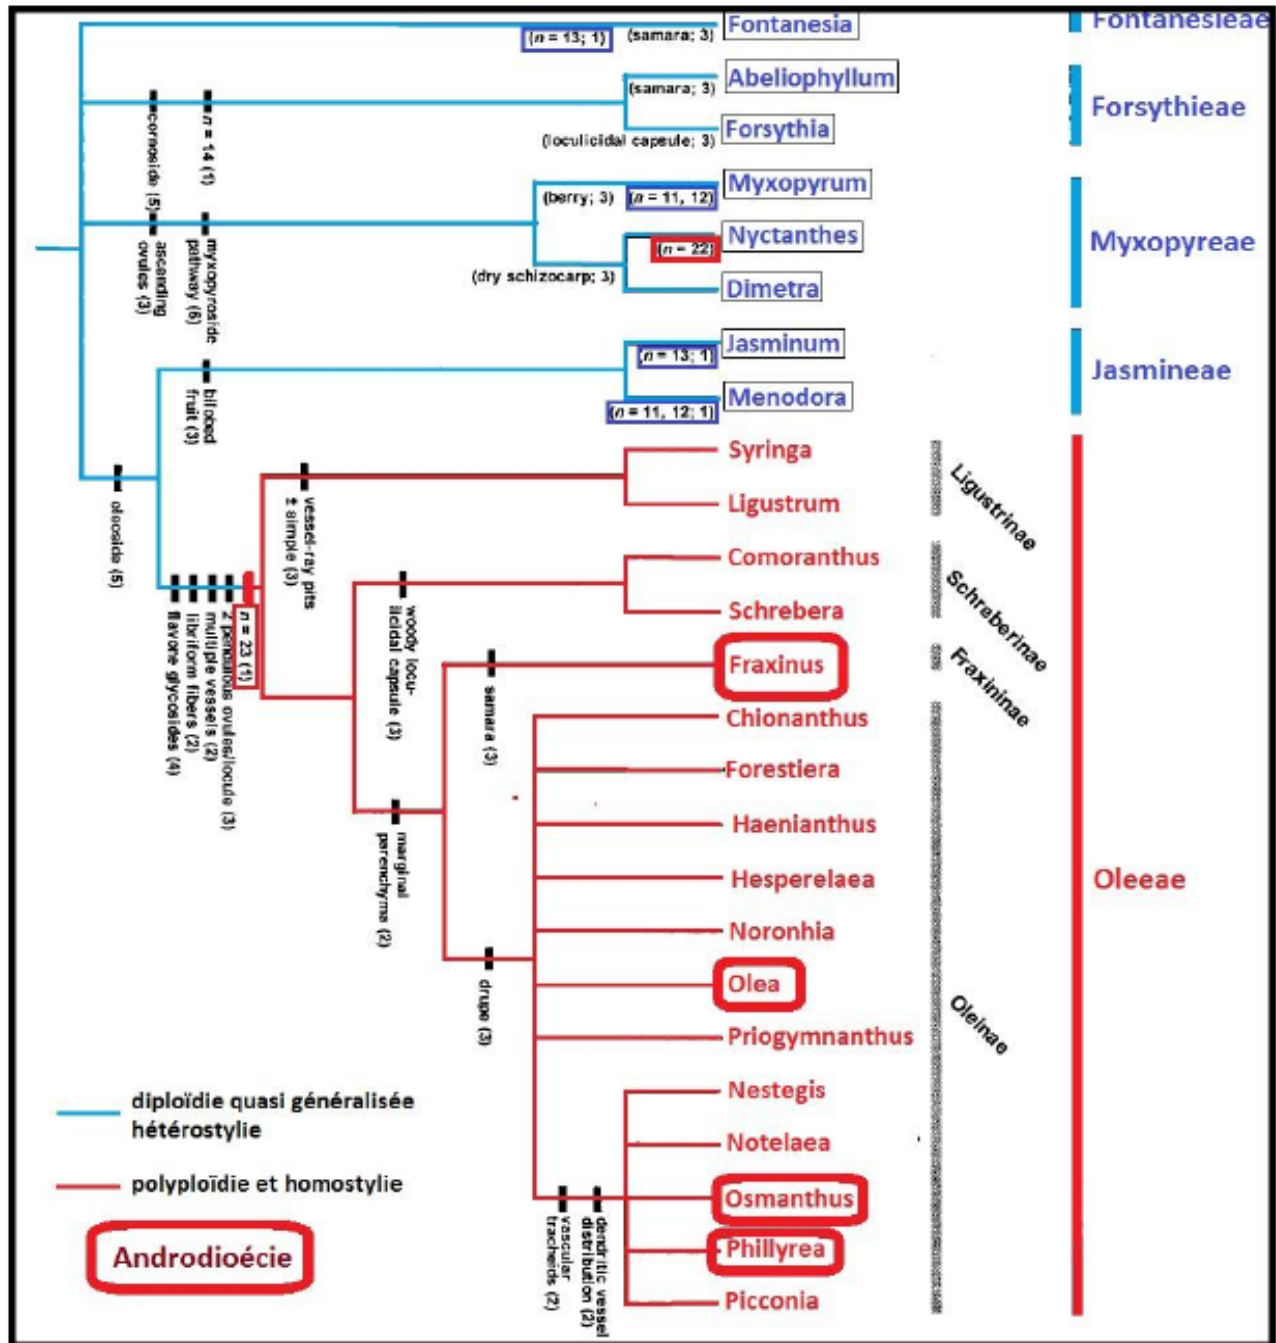 Fontanesia
(n = 13; 1)
(samara; 3)
Fontanesieae
Abeliophyllum
(samara; 3)
Forsythia
(loculicidal capsule; 3)
Forsythieae
cornoside (5)
n = 14 (1)
Myxopyrum
(berry; 3)
(n = 11, 12)
Nyctanthes
(n = 22)
(dry schizocarp; 3)
Dimetra
Myxopyreae
ascending
ovules (3)
myxopyroside
pathway (6)
Jasminum
(n = 13; 1)
Menodora
(n = 11, 12; 1)
Jasmineae
bilobed
fruit (3)
oleoside (5)
Syringa
Ligustrum
Ligustrinae
vessel-ray pits
± simple (3)
flavone glycosides (4)
libriform fibers (2)
multiple vessels (2)
2 pendulous ovules/locule (3)
n = 23 (1)
Comoranthus
Schrebera
Schreberinae
woody locu-
licidal capsule (3)
Fraxinus
Fraxininae
samara (3)
marginal
parenchyma (2)
Chionanthus
Forestiera
Haenianthus
Hesperelaea
Noronhia
Olea
Priogymnanthus
Nestegis
Notelaea
Osmanthus
Phillyrea
Picconia
Oleinae
Oleeae
drupe (3)
vascular
tracheids (2)
dendritic vessel
distribution (2)
diploïdie quasi généralisée
hétérostylie
polyploïdie et homostylie
Androdioécie